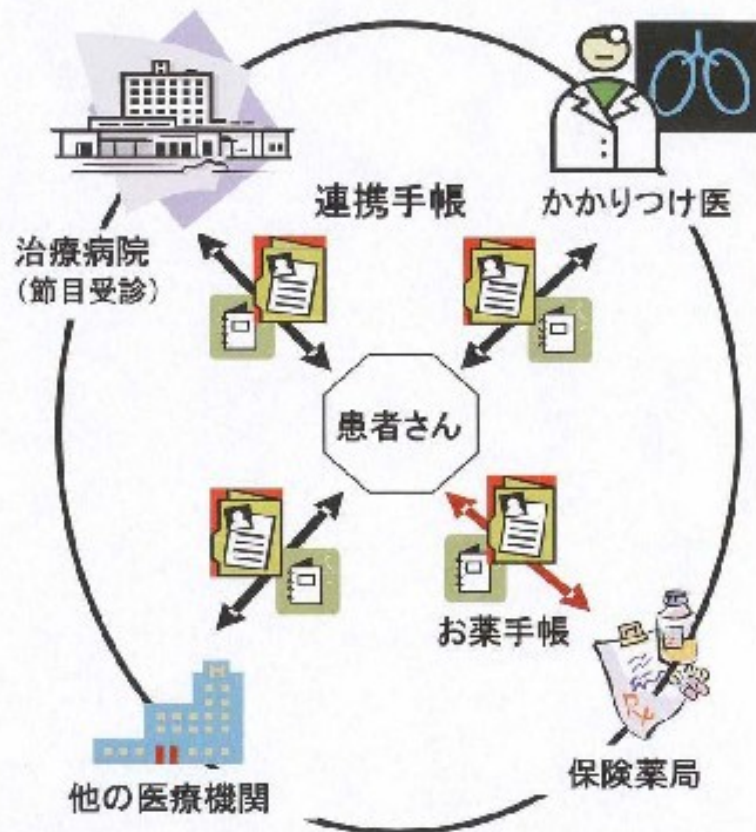 連携手帳
かかりつけ医
治療病院
(節目受診)
患者さん
お薬手帳
保険薬局
他の医療機関